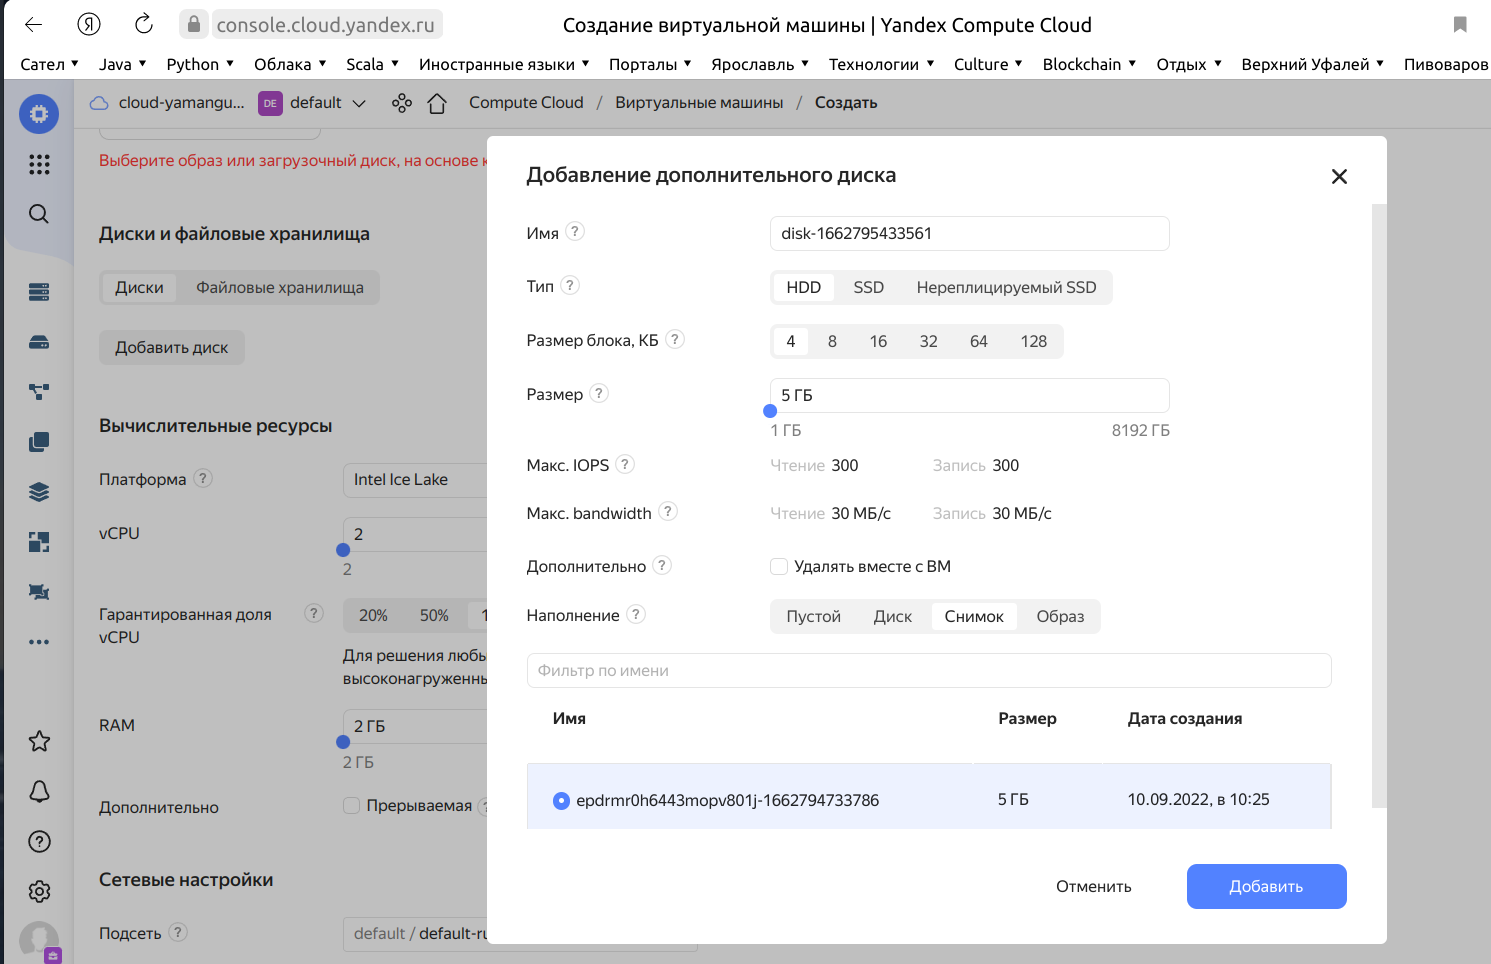 console.cloud.yandex.ru
Создание виртуальной машины | Yandex Compute Cloud
Сател Java Python Облака Scala Иностранные языки Порталы Ярославль Технологии Culture Blockchain Отдых Верхний Уфалей Пивоваров
cloud-yamangu... DE default Compute Cloud / Виртуальные машины / Создать
Выберите образ или загрузочный диск, на основе
Диски и файловые хранилища
Диски Файловые хранилища
Добавить диск
Вычислительные ресурсы
Платформа ? Intel Ice Lake
vCPU 2
2
Гарантированная доля vCPU ? 20% 50% 1
Для решения любы
высоконагруженны
RAM 2 ГБ
2 ГБ
Дополнительно Прерываемая ?
Сетевые настройки
Подсеть ? default / default-ru
Добавление дополнительного диска
Имя ? disk-1662795433561
Тип ? HDD SSD Нереплицируемый SSD
Размер блока, КБ ? 4 8 16 32 64 128
Размер ? 5 ГБ
1 ГБ 8192 ГБ
Макс. IOPS ? Чтение 300 Запись 300
Макс. bandwidth ? Чтение 30 МБ/с Запись 30 МБ/с
Дополнительно ? Удалять вместе с ВМ
Наполнение ? Пустой Диск Снимок Образ
Фильтр по имени
Имя Размер Дата создания
epdrmr0h6443mopv801j-1662794733786 5 ГБ 10.09.2022, в 10:25
Отменить Добавить